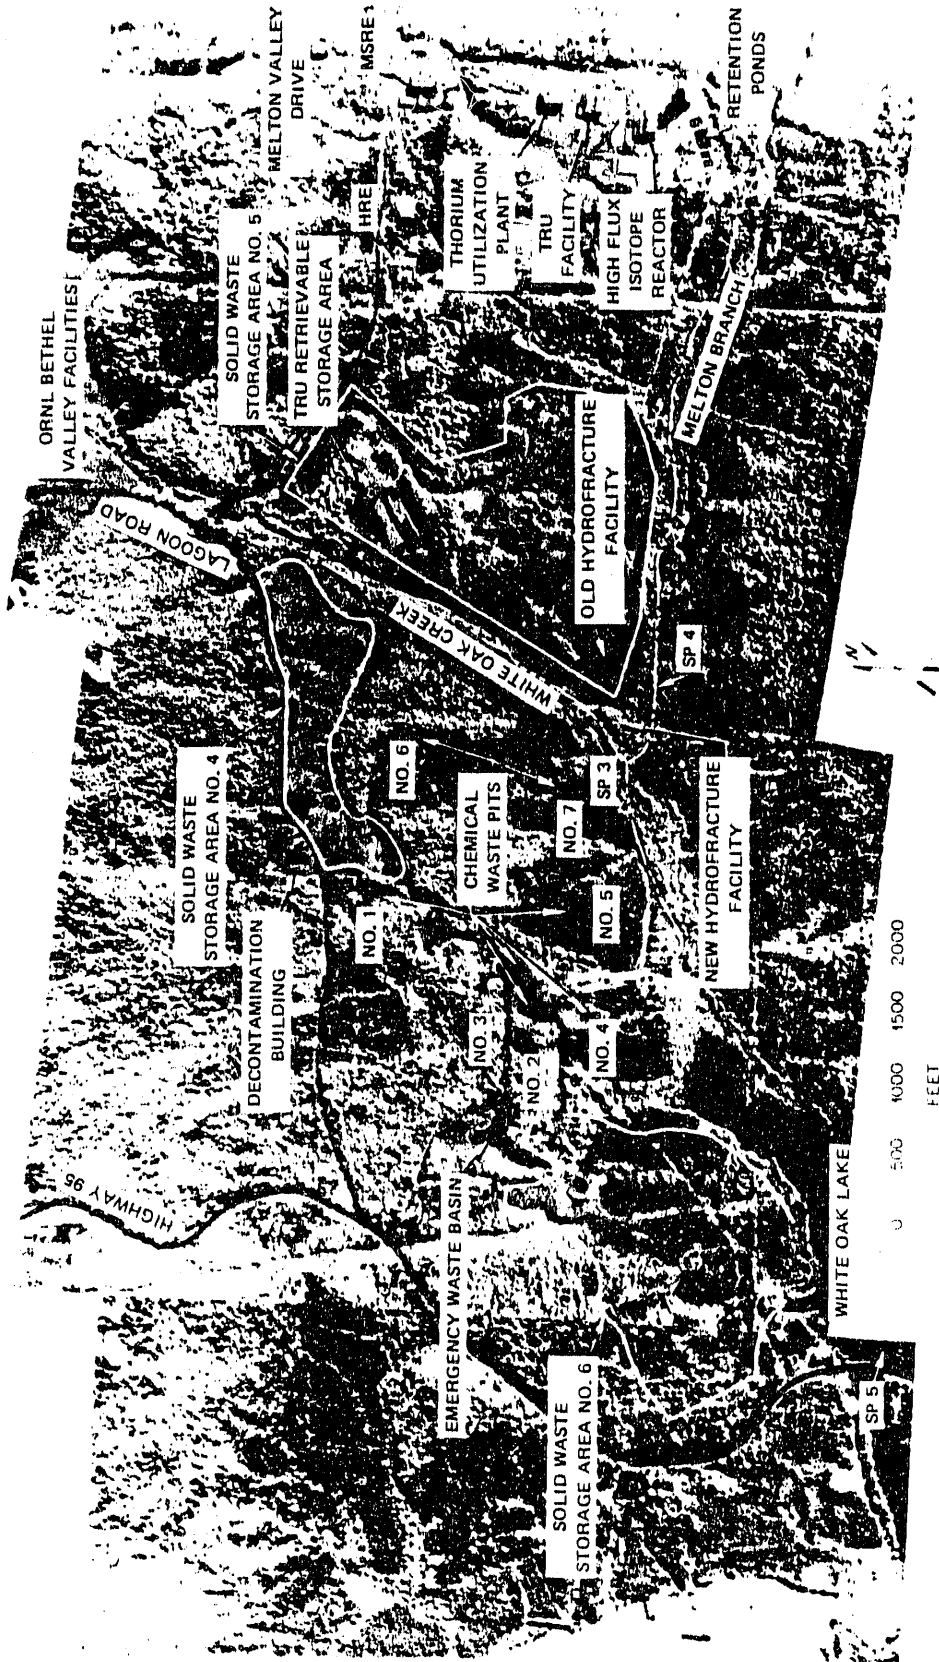 ORNL BETHEL
VALLEY FACILITIES
LAGOON ROAD
MELTON VALLEY
DRIVE
MSRE
SOLID WASTE
STORAGE AREA NO. 5
TRU RETRIEVABLE
STORAGE AREA
HRE
THORIUM
UTILIZATION
PLANT
TRU
FACILITY
HIGH FLUX
ISOTOPE
REACTOR
RETENTION
PONDS
MELTON BRANCH
OLD HYDROFRACTURE
FACILITY
WHITE OAK CREEK
SP 4
N
SOLID WASTE
STORAGE AREA NO. 4
DECONTAMINATION
BUILDING
NO. 6
NO. 1
CHEMICAL
WASTE PITS
NO. 7
SP 3
NO. 5
NEW HYDROFRACTURE
FACILITY
NO. 3
NO. 2
NO. 4
HIGHWAY 95
EMERGENCY WASTE BASIN
SOLID WASTE
STORAGE AREA NO. 6
WHITE OAK LAKE
SP 5
0 500 1000 1500 2000
FEET